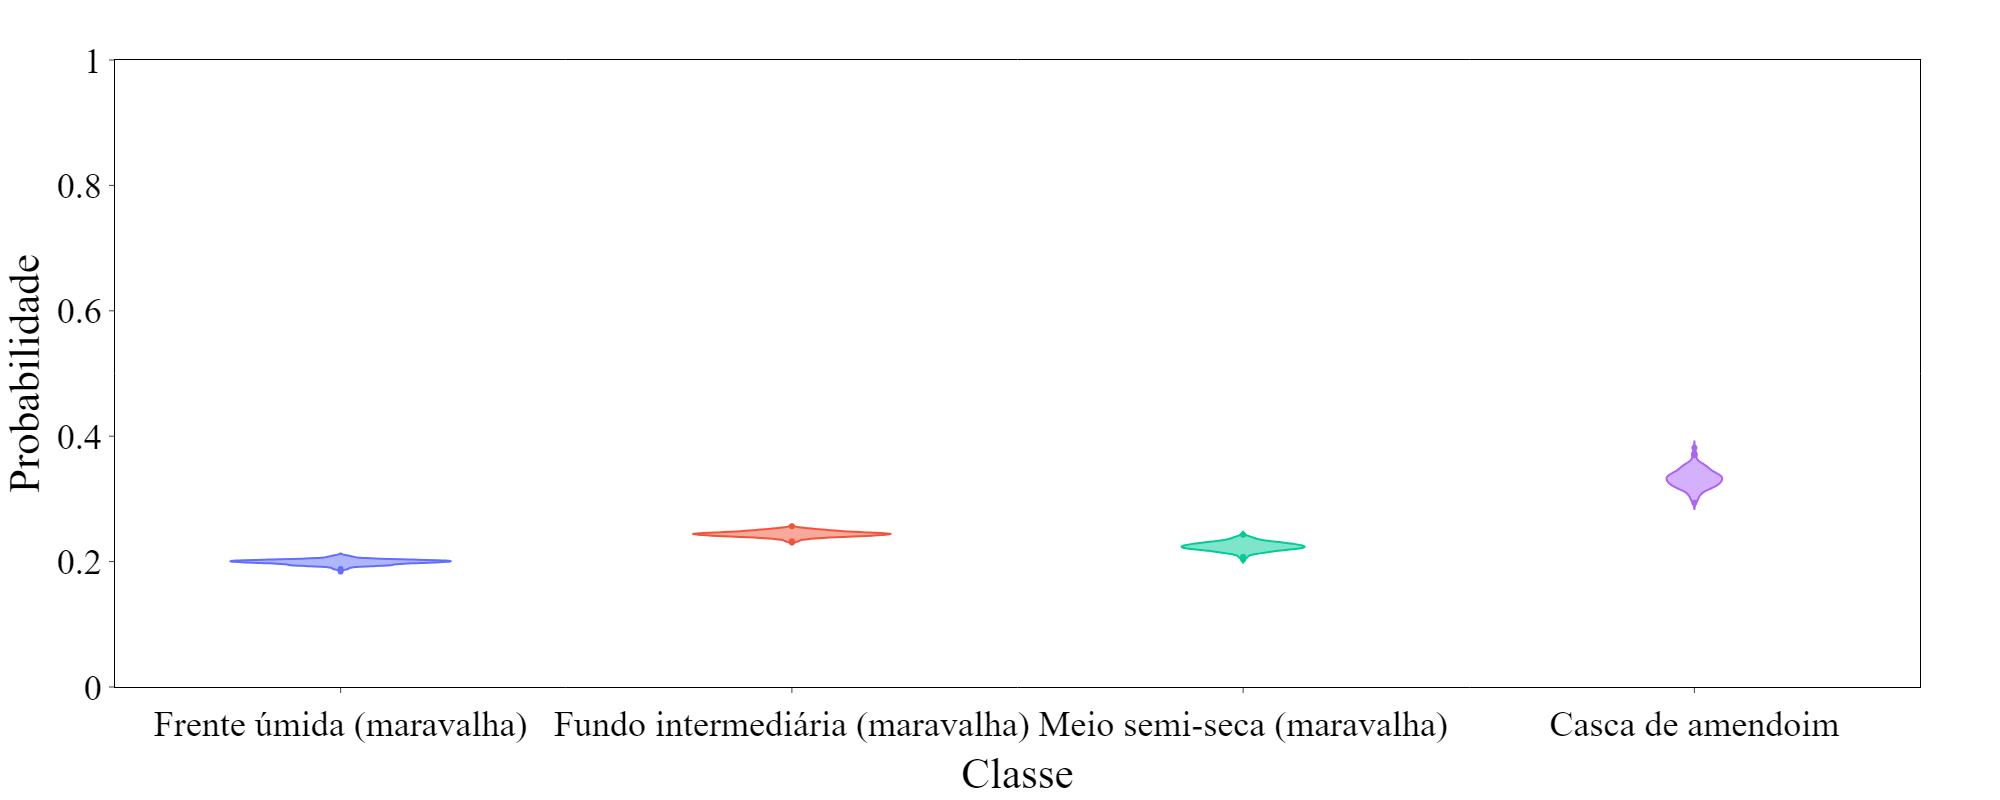 1
0.8
0.6
0.4
0.2
0
Probabilidade
Frente úmida (maravalha)
Fundo intermediária (maravalha)
Meio semi-seca (maravalha)
Casca de amendoim
Classe